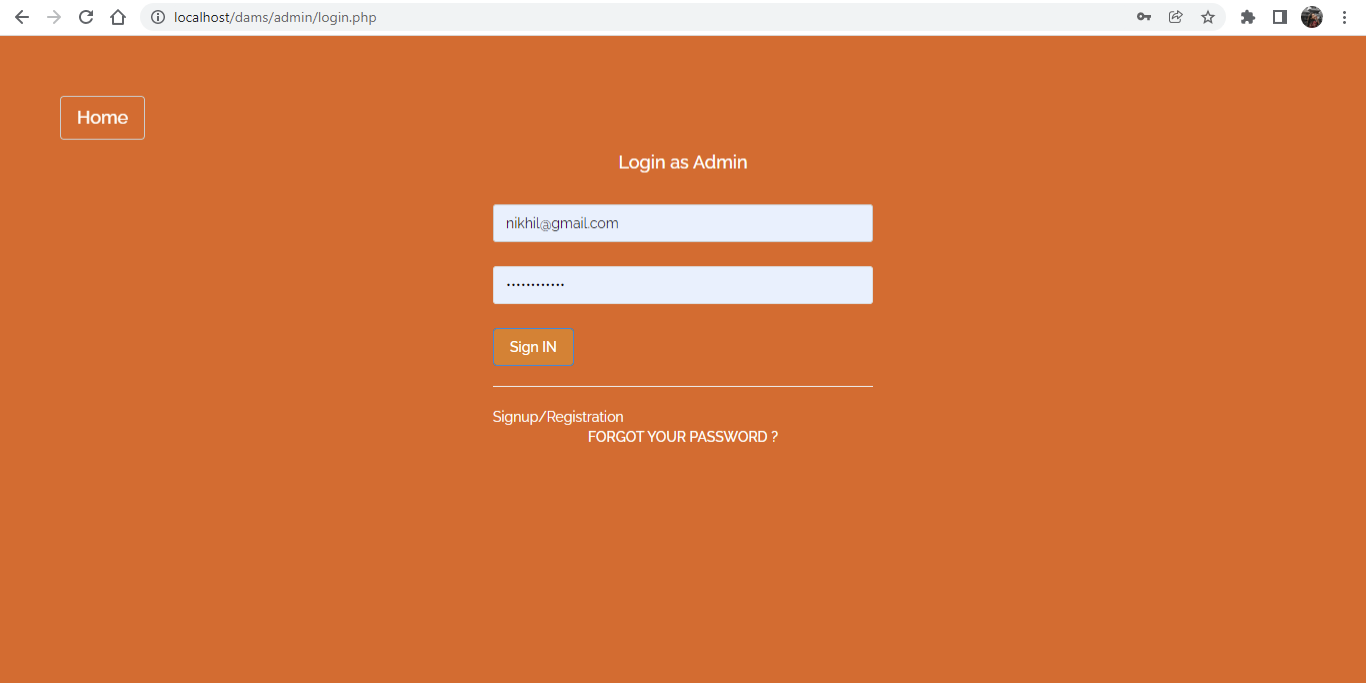 localhost/dams/admin/login.php
Home
Login as Admin
nikhil@gmail.com
••••••••••••
Sign IN
Signup/Registration
FORGOT YOUR PASSWORD ?